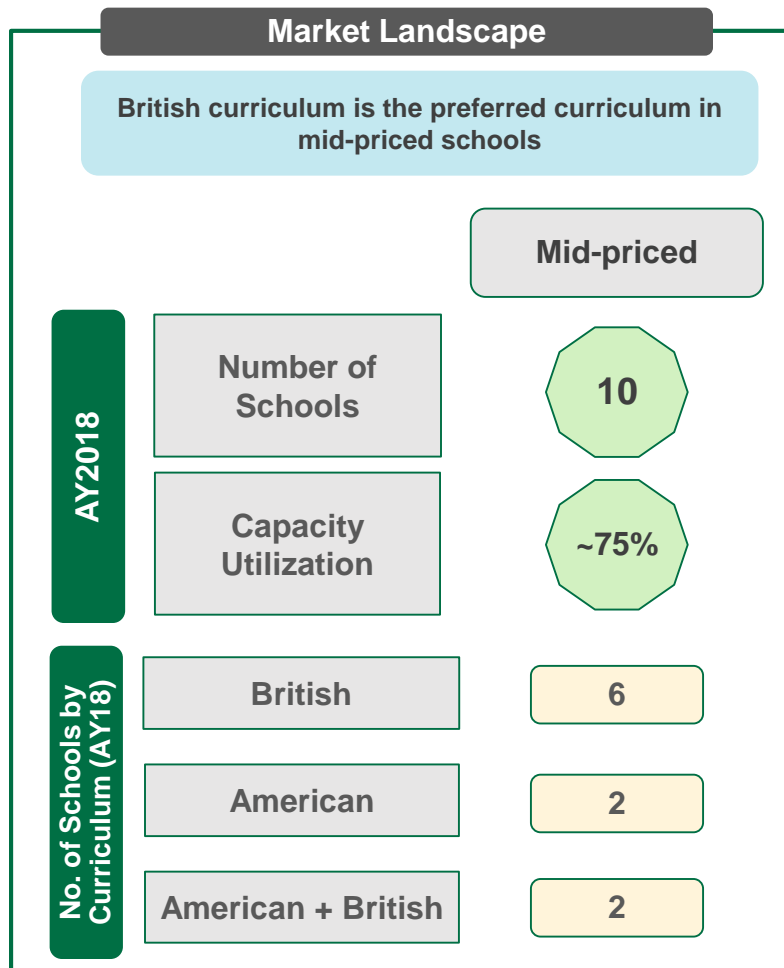 Market Landscape
British curriculum is the preferred curriculum in
mid-priced schools
Mid-priced
AY2018
Number of
Schools
10
Capacity
Utilization
~75%
No. of Schools by
Curriculum (AY18)
British
6
American
2
American + British
2